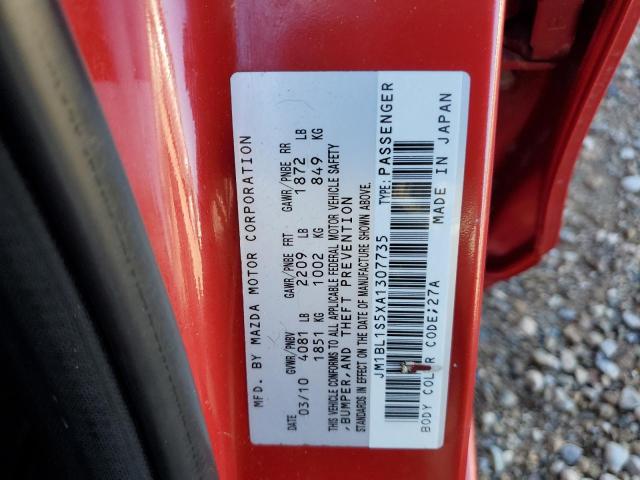 MFD. BY MAZDA MOTOR CORPORATION
DATE GVWR/PNBV GAWR/PNBE FRT GAWR/PNBE RR
03/10 4081 LB 2209 LB 1872 LB
1851 KG 1002 KG 849 KG
THIS VEHICLE CONFORMS TO ALL APPLICABLE FEDERAL MOTOR VEHICLE SAFETY
,BUMPER,AND THEFT PREVENTION
STANDARDS IN EFFECT ON THE DATE OF MANUFACTURE SHOWN ABOVE.
JM1BL1S5XA1307735 TYPE:PASSENGER
BODY COLOR CODE;27A MADE IN JAPAN